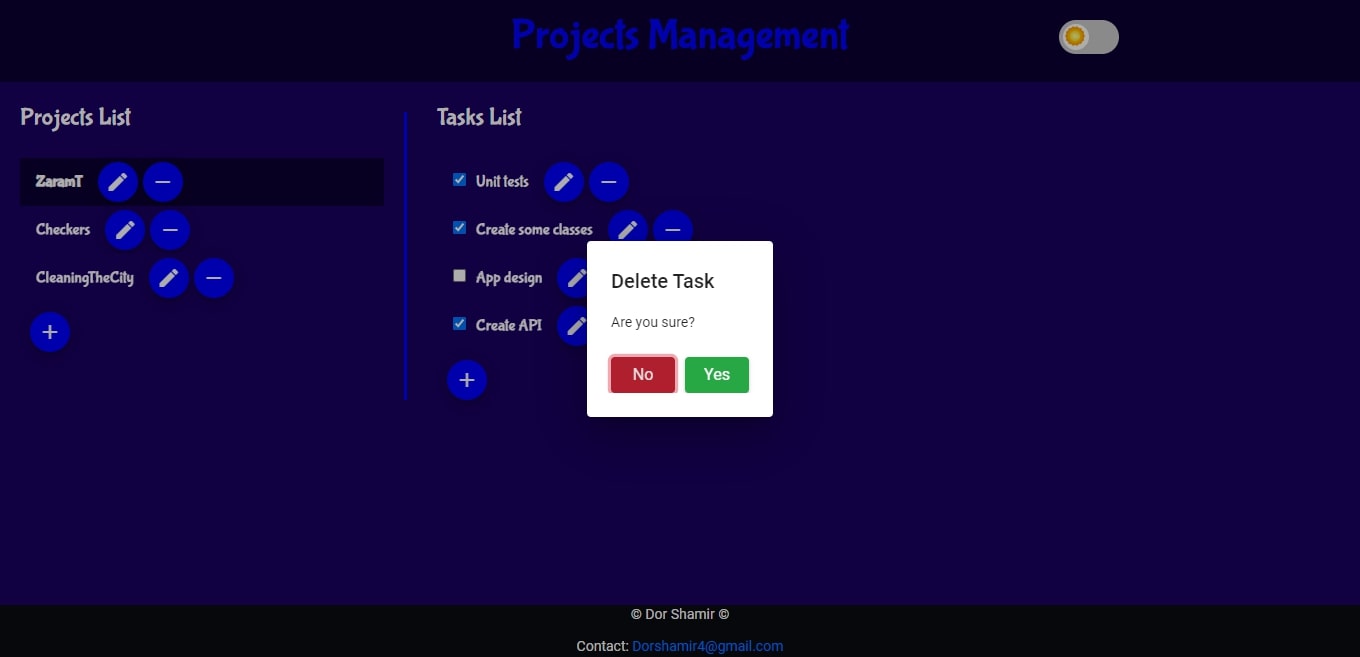 Projects Management
Projects List
ZaramT
Checkers
CleaningTheCity
Tasks List
Unit tests
Create some classes
App design
Create API
Delete Task
Are you sure?
No Yes
© Dor Shamir ©
Contact: Dorshamir4@gmail.com